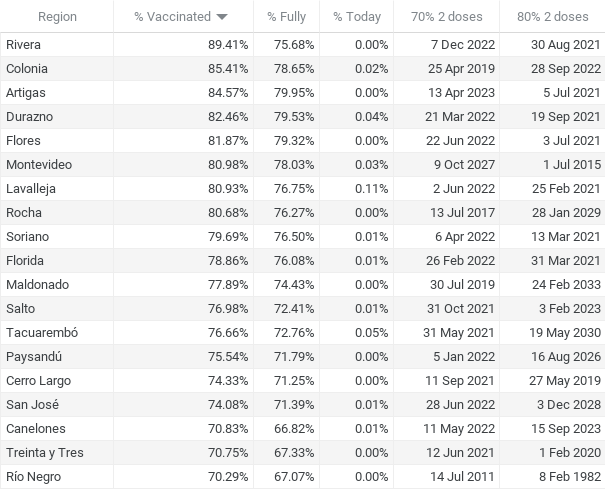 Region % Vaccinated % Fully % Today 70% 2 doses 80% 2 doses
Rivera 89.41% 75.68% 0.00% 7 Dec 2022 30 Aug 2021
Colonia 85.41% 78.65% 0.02% 25 Apr 2019 28 Sep 2022
Artigas 84.57% 79.95% 0.00% 13 Apr 2023 5 Jul 2021
Durazno 82.46% 79.53% 0.04% 21 Mar 2022 19 Sep 2021
Flores 81.87% 79.32% 0.00% 22 Jun 2022 3 Jul 2021
Montevideo 80.98% 78.03% 0.03% 9 Oct 2027 1 Jul 2015
Lavalleja 80.93% 76.75% 0.11% 2 Jun 2022 25 Feb 2021
Rocha 80.68% 76.27% 0.00% 13 Jul 2017 28 Jan 2029
Soriano 79.69% 76.50% 0.01% 6 Apr 2022 13 Mar 2021
Florida 78.86% 76.08% 0.01% 26 Feb 2022 31 Mar 2021
Maldonado 77.89% 74.43% 0.00% 30 Jul 2019 24 Feb 2033
Salto 76.98% 72.41% 0.01% 31 Oct 2021 3 Feb 2023
Tacuarembó 76.66% 72.76% 0.05% 31 May 2021 19 May 2030
Paysandú 75.54% 71.79% 0.00% 5 Jan 2022 16 Aug 2026
Cerro Largo 74.33% 71.25% 0.00% 11 Sep 2021 27 May 2019
San José 74.08% 71.39% 0.01% 28 Jun 2022 3 Dec 2028
Canelones 70.83% 66.82% 0.01% 11 May 2022 15 Sep 2023
Treinta y Tres 70.75% 67.33% 0.00% 12 Jun 2021 1 Feb 2020
Río Negro 70.29% 67.07% 0.00% 14 Jul 2011 8 Feb 1982